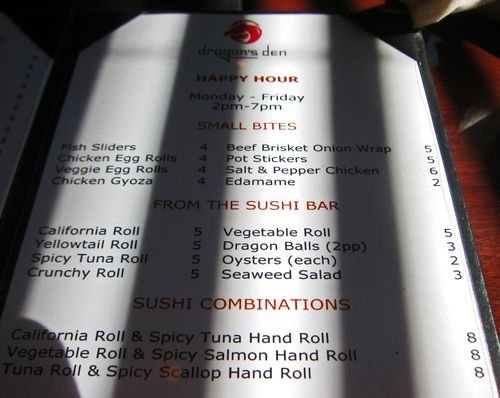 dragon's den
HAPPY HOUR
Monday - Friday
2pm-7pm
SMALL BITES
Fish Sliders 4 Beef Brisket Onion Wrap 5
Chicken Egg Rolls 4 Pot Stickers 5
Veggie Egg Rolls 4 Salt & Pepper Chicken 6
Chicken Gyoza 4 Edamame 2
FROM THE SUSHI BAR
California Roll 5 Vegetable Roll 5
Yellowtail Roll 5 Dragon Balls (2pp) 3
Spicy Tuna Roll 5 Oysters (each) 2
Crunchy Roll 5 Seaweed Salad 3
SUSHI COMBINATIONS
California Roll & Spicy Tuna Hand Roll 8
Vegetable Roll & Spicy Salmon Hand Roll 8
Tuna Roll & Spicy Scallop Hand Roll 8